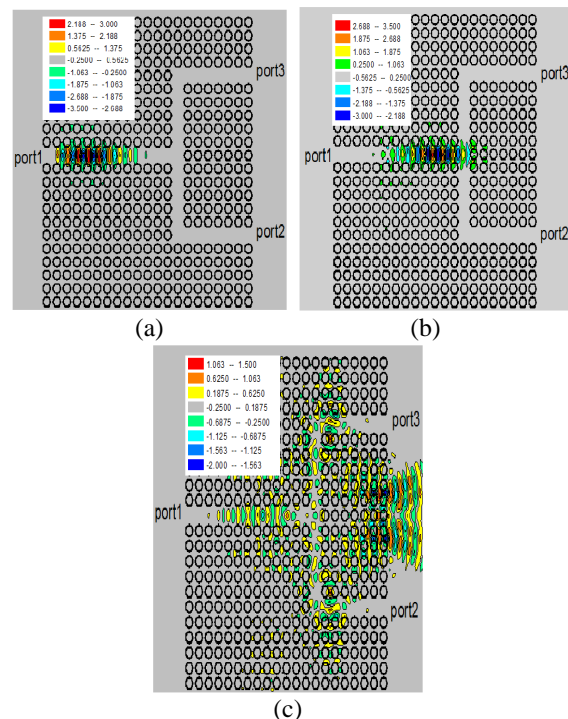 2.188 -- 3.000
1.375 -- 2.188
0.5625 -- 1.375
-0.2500 -- 0.5625
-1.063 -- -0.2500
-1.875 -- -1.063
-2.688 -- -1.875
-3.500 -- -2.688
port3
port1
port2
(a)
2.688 -- 3.500
1.875 -- 2.688
1.063 -- 1.875
0.2500 -- 1.063
-0.5625 -- 0.2500
-1.375 -- -0.5625
-2.188 -- -1.375
-3.000 -- -2.188
port3
port1
port2
(b)
1.063 -- 1.500
0.6250 -- 1.063
0.1875 -- 0.6250
-0.2500 -- 0.1875
-0.6875 -- -0.2500
-1.125 -- -0.6875
-1.563 -- -1.125
-2.000 -- -1.563
port3
port1
port2
(c)